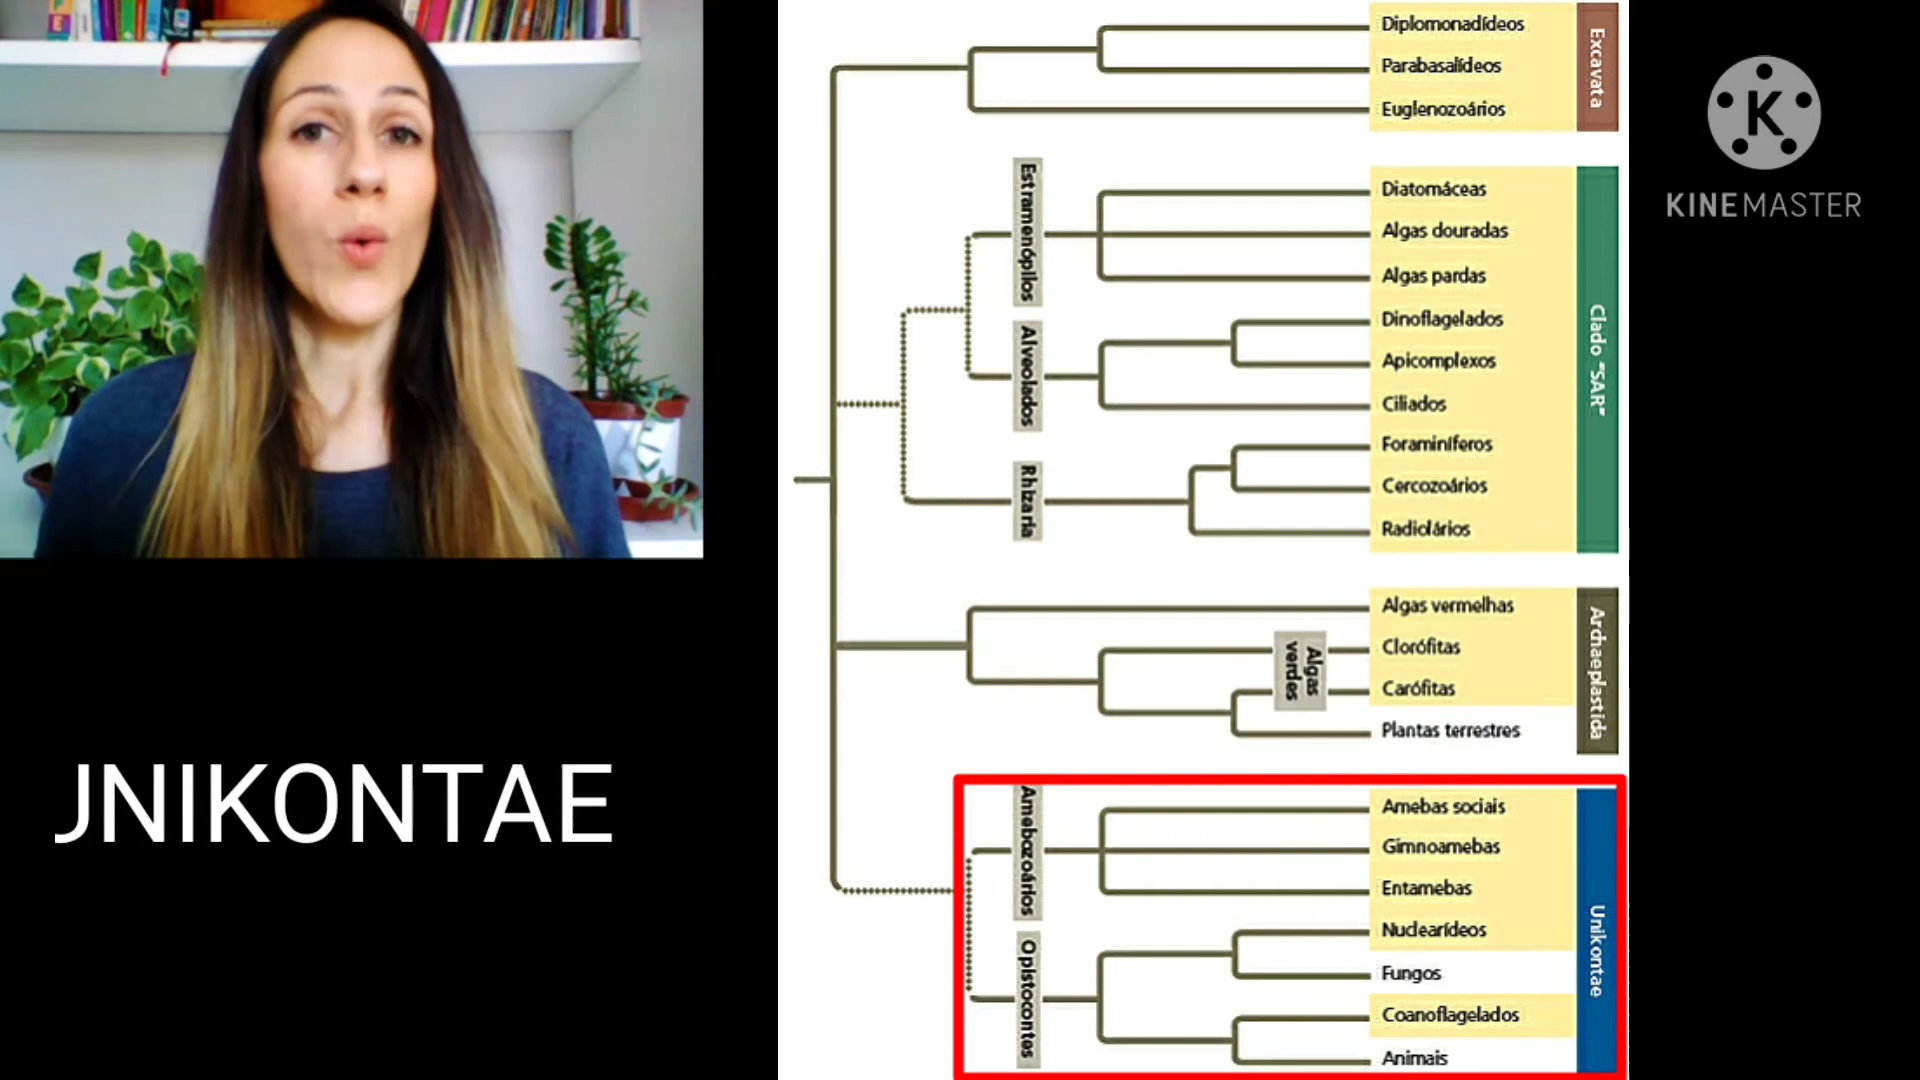 E
JNIKONTAE
Diplomonadídeos
Parabasalídeos
Euglenozoários
Excavata
Estramenópilos
Diatomáceas
Algas douradas
Algas pardas
Alveolados
Dinoflagelados
Apicomplexos
Ciliados
Rhizaria
Foraminíferos
Cercozoários
Radiolários
Clado "SAR"
Algas vermelhas
Algas
verdes
Clorófitas
Carófitas
Plantas terrestres
Archaeplastida
Amebozoários
Amebas sociais
Gimnoamebas
Entamebas
Opistocontes
Nuclearídeos
Fungos
Coanoflagelados
Animais
Unikontae
K
KINEMASTER